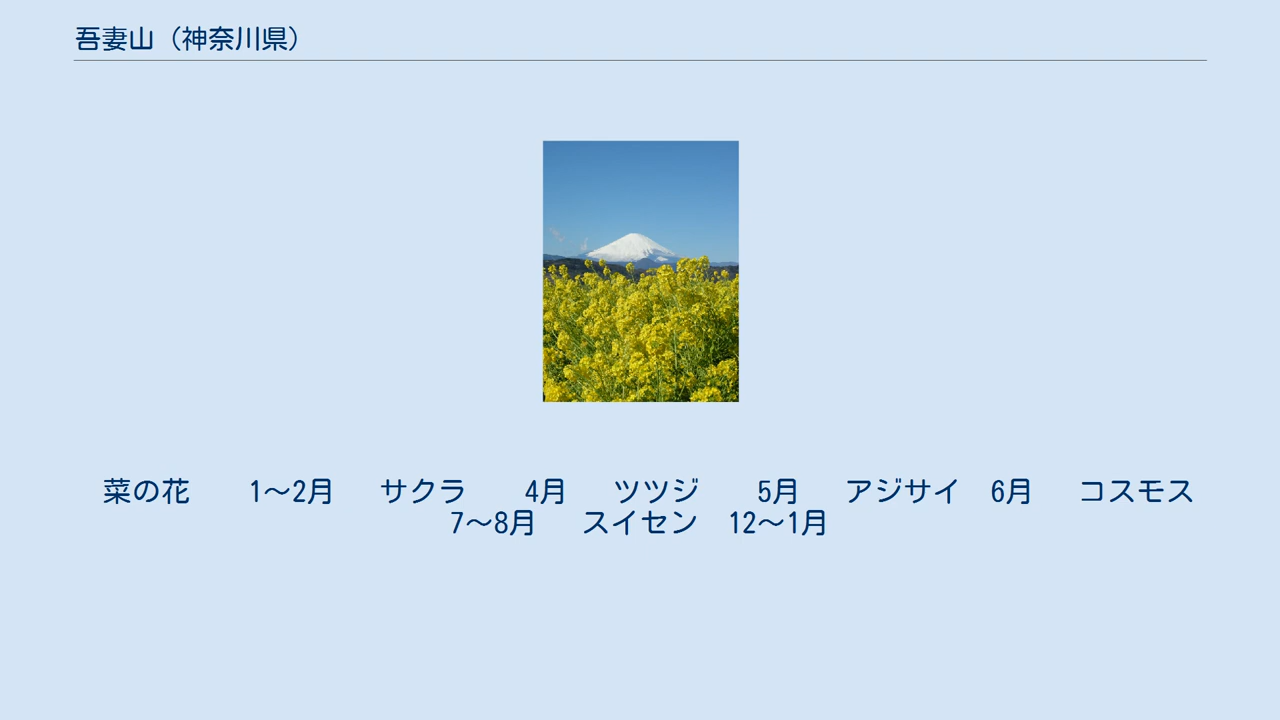 吾妻山（神奈川県）
菜の花　　1～2月　 サクラ　　4月　 ツツジ　　5月　 アジサイ　6月　 コスモス
7～8月　 スイセン　12～1月